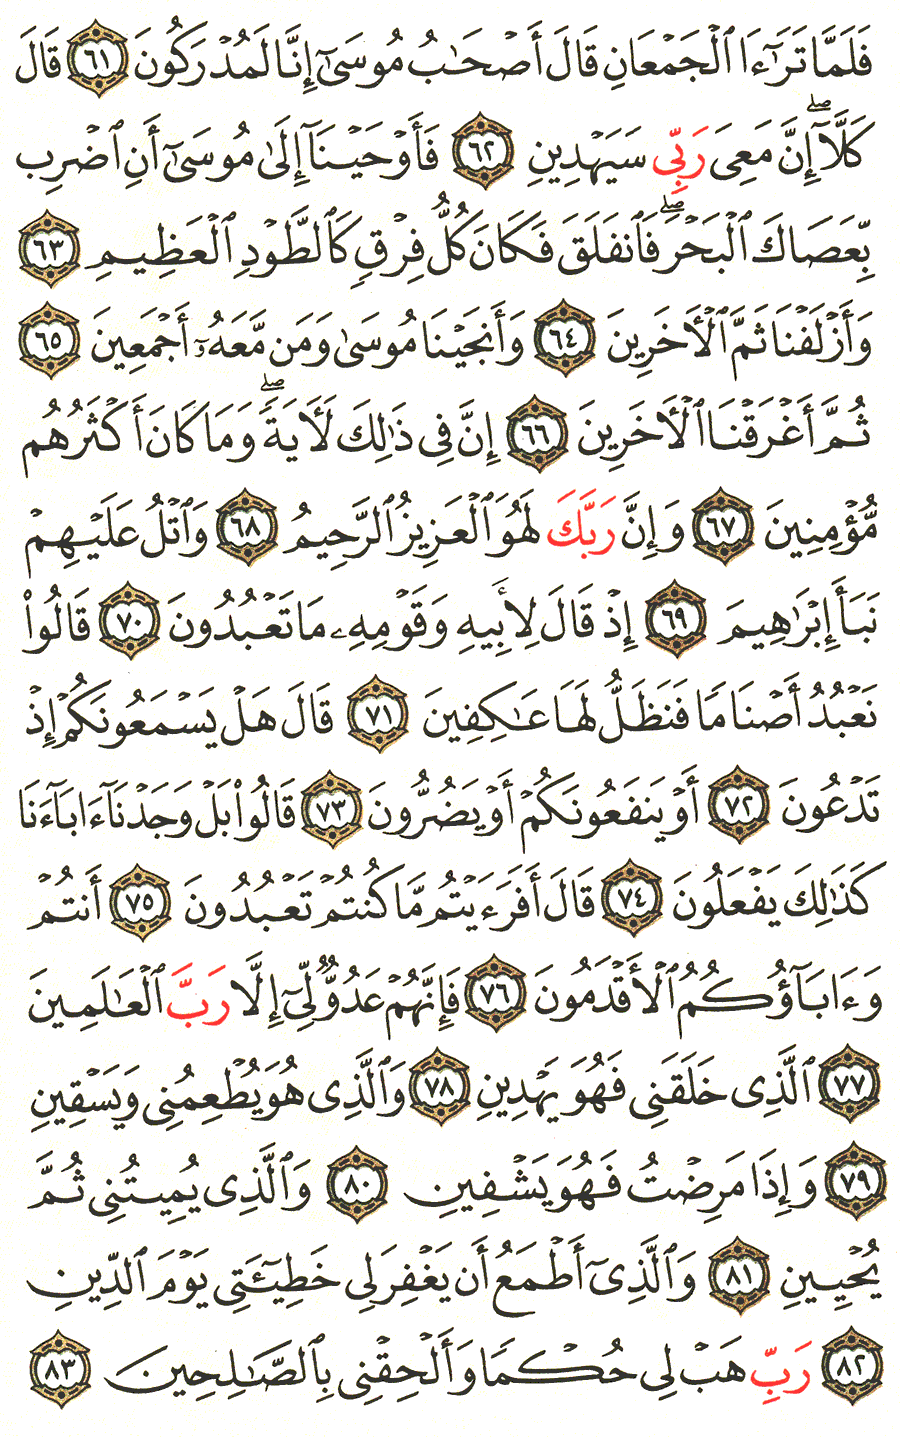 فَلَمَّا تَرَٰٓءَا ٱلْجَمْعَانِ قَالَ أَصْحَٰبُ مُوسَىٰٓ إِنَّا لَمُدْرَكُونَ ٦١ قَالَ
كَلَّآ ۖ إِنَّ مَعِىَ رَبِّى سَيَهْدِينِ ٦٢ فَأَوْحَيْنَآ إِلَىٰ مُوسَىٰٓ أَنِ ٱضْرِب
بِّعَصَاكَ ٱلْبَحْرَ ۖ فَٱنفَلَقَ فَكَانَ كُلُّ فِرْقٍ كَٱلطَّوْدِ ٱلْعَظِيمِ ٦٣
وَأَزْلَفْنَا ثَمَّ ٱلْأَخَرِينَ ٦٤ وَأَنجَيْنَا مُوسَىٰ وَمَن مَّعَهُۥٓ أَجْمَعِينَ ٦٥
ثُمَّ أَغْرَقْنَا ٱلْأَخَرِينَ ٦٦ إِنَّ فِى ذَٰلِكَ لَأَيَةً ۖ وَمَا كَانَ أَكْثَرُهُم
مُّؤْمِنِينَ ٦٧ وَإِنَّ رَبَّكَ لَهُوَ ٱلْعَزِيزُ ٱلرَّحِيمُ ٦٨ وَٱتْلُ عَلَيْهِمْ
نَبَأَ إِبْرَٰهِيمَ ٦٩ إِذْ قَالَ لِأَبِيهِ وَقَوْمِهِۦ مَا تَعْبُدُونَ ٧٠ قَالُوا۟
نَعْبُدُ أَصْنَامًا فَنَظَلُّ لَهَا عَٰكِفِينَ ٧١ قَالَ هَلْ يَسْمَعُونَكُمْ إِذْ
تَدْعُونَ ٧٢ أَوْ يَنفَعُونَكُمْ أَوْ يَضُرُّونَ ٧٣ قَالُوا۟ بَلْ وَجَدْنَآ ءَابَآءَنَا
كَذَٰلِكَ يَفْعَلُونَ ٧٤ قَالَ أَفَرَءَيْتُم مَّا كُنتُمْ تَعْبُدُونَ ٧٥ أَنتُمْ
وَءَابَآؤُكُمُ ٱلْأَقْدَمُونَ ٧٦ فَإِنَّهُمْ عَدُوٌّ لِّىٓ إِلَّا رَبَّ ٱلْعَٰلَمِينَ
٧٧ ٱلَّذِى خَلَقَنِى فَهُوَ يَهْدِينِ ٧٨ وَٱلَّذِى هُوَ يُطْعِمُنِى وَيَسْقِينِ
٧٩ وَإِذَا مَرِضْتُ فَهُوَ يَشْفِينِ ٨٠ وَٱلَّذِى يُمِيتُنِى ثُمَّ
يُحْيِينِ ٨١ وَٱلَّذِىٓ أَطْمَعُ أَن يَغْفِرَ لِى خَطِيٓـَٔتِى يَوْمَ ٱلدِّينِ
٨٢ رَبِّ هَبْ لِى حُكْمًا وَأَلْحِقْنِى بِٱلصَّٰلِحِينَ ٨٣